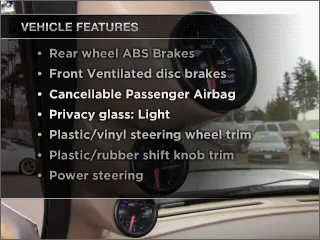 VEHICLE FEATURES
• Rear wheel ABS Brakes
• Front Ventilated disc brakes
• Cancellable Passenger Airbag
• Privacy glass: Light
• Plastic/vinyl steering wheel trim
• Plastic/rubber shift knob trim
• Power steering